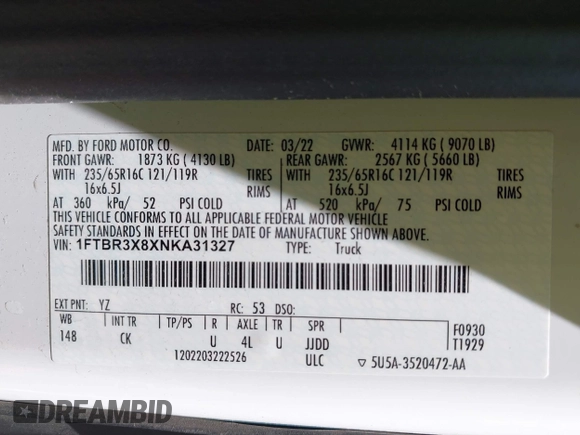 MFD. BY FORD MOTOR CO. DATE: 03/22 GVWR: 4114 KG ( 9070 LB)
FRONT GAWR: 1873 KG ( 4130 LB) REAR GAWR: 2567 KG ( 5660 LB)
WITH 235/65R16C 121/119R TIRES WITH 235/65R16C 121/119R TIRES
16x6.5J RIMS 16x6.5J RIMS
AT 360 kPa/ 52 PSI COLD AT 520 kPa/ 75 PSI COLD
THIS VEHICLE CONFORMS TO ALL APPLICABLE FEDERAL MOTOR VEHICLE
SAFETY STANDARDS IN EFFECT ON THE DATE OF MANUFACTURE SHOWN ABOVE.
VIN: 1FTBR3X8XNKA31327 TYPE: Truck
EXT PNT: YZ RC: 53 DSO:
WB INT TR TP/PS R AXLE TR SPR F0930
148 CK U 4L U JJDD T1929
1202203222526 ULC ▽ 5U5A-3520472-AA
DREAMBID